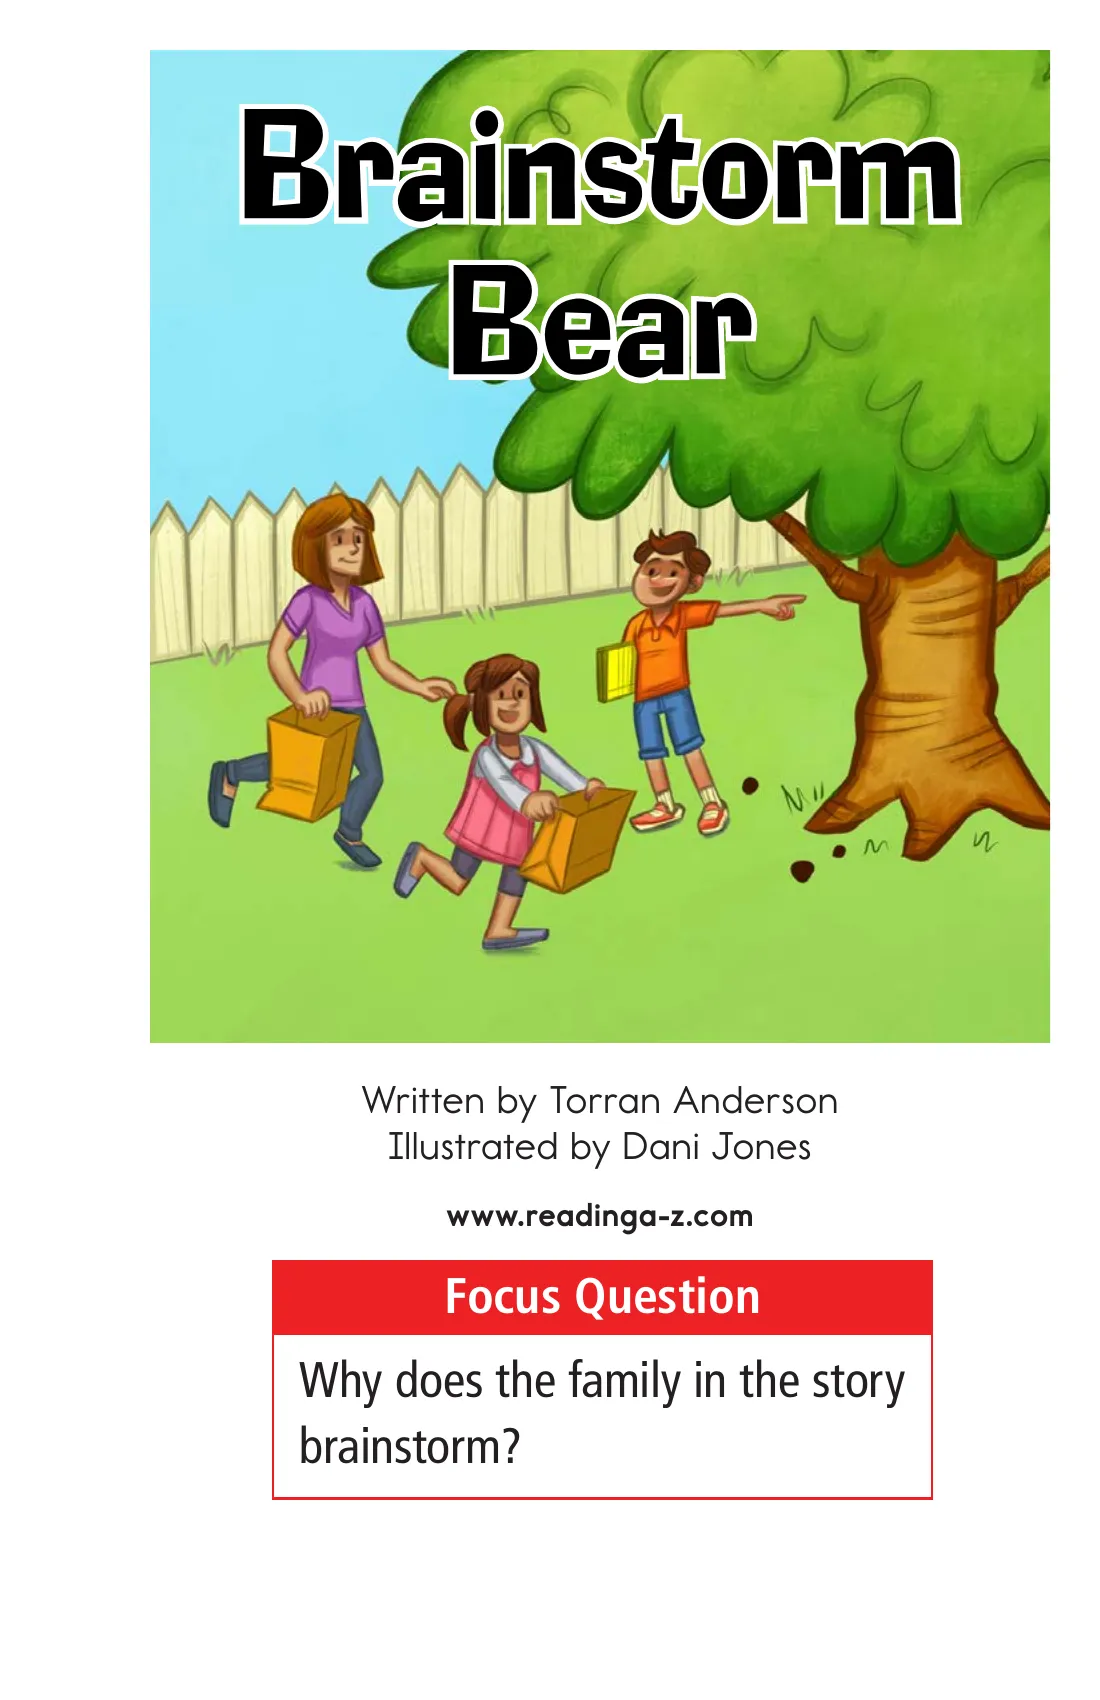 Brainstorm
Bear
Written by Torran Anderson
Illustrated by Dani Jones
www.readinga-z.com
Focus Question
Why does the family in the story
brainstorm?